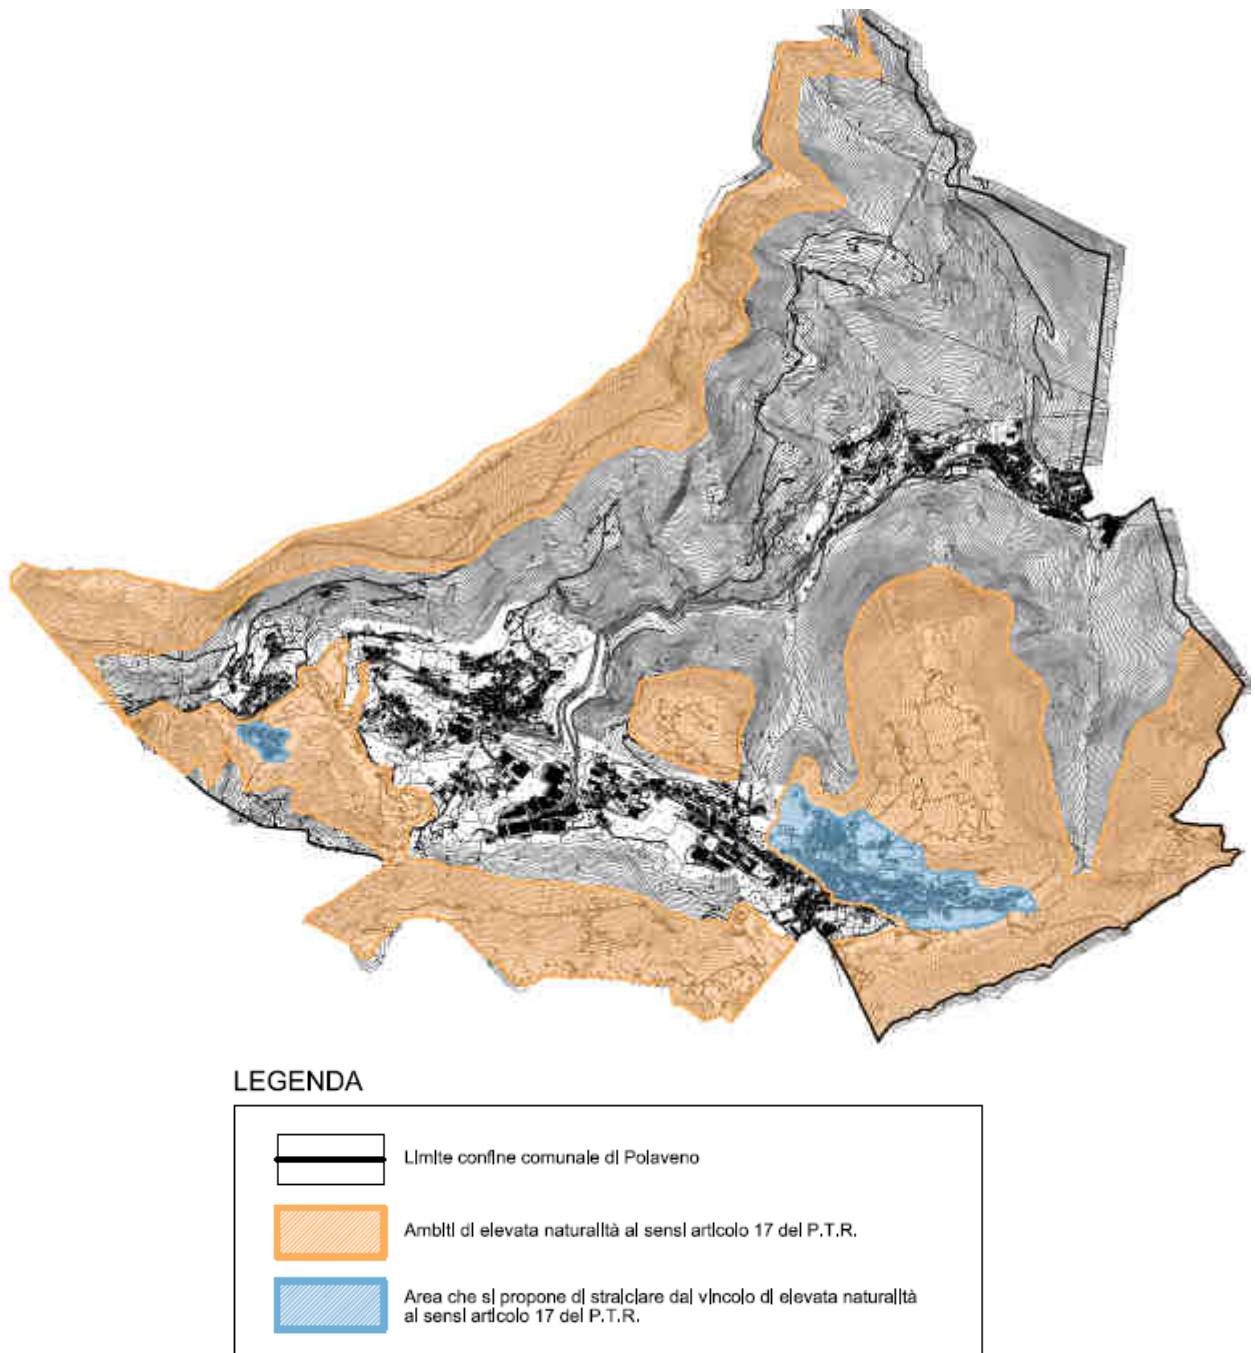 LEGENDA
Limite confine comunale di Polaveno
Ambiti di elevata naturalità ai sensi articolo 17 del P.T.R.
Area che si propone di stralciare dal vincolo di elevata naturalità
ai sensi articolo 17 del P.T.R.